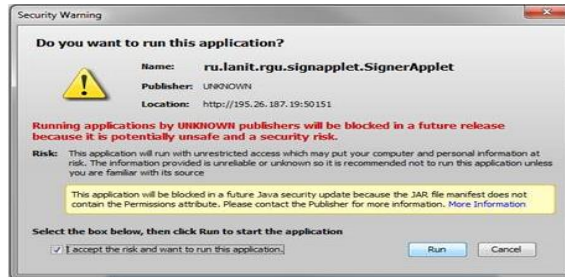 Security Warning
Do you want to run this application?
Name: ru.lanit.rgu.signapplet.SignerApplet
Publisher: UNKNOWN
Location: http://195.26.187.19:50151
Running applications by UNKNOWN publishers will be blocked in a future release
because it is potentially unsafe and a security risk.
Risk: This application will run with unrestricted access which may put your computer and personal information at
risk. The information provided is unreliable or unknown so it is recommended not to run this application unless
you are familiar with its source
This application will be blocked in a future Java security update because the JAR file manifest does not
contain the Permissions attribute. Please contact the Publisher for more information. More Information
Select the box below, then click Run to start the application
I accept the risk and want to run this application.
Run Cancel